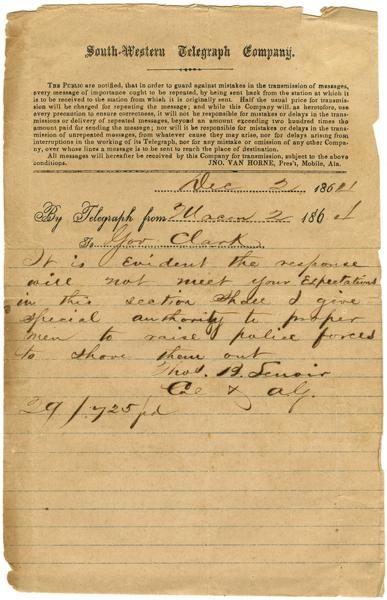 South-Western Telegraph Company.
THE PUBLIC are notified, that in order to guard against mistakes in the transmission of messages,
every message of importance ought to be repeated, by being sent back from the station at which it
is to be received to the station from which it is originally sent. Half the usual price for transmis-
sion will be charged for repeating the message; and while this Company will, as heretofore, use
every precaution to ensure correctness, it will not be responsible for mistakes or delays in the
transmissions or delivery of repeated messages, beyond an amount exceeding two hundred times the
amount paid for sending the message; nor will it be responsible for mistakes or delays in the trans-
mission of unrepeated messages, from whatever cause they may arise, nor for delays arising from
interruptions in the working of its Telegraph, nor for any mistake or omission of any other Compa-
ny, over whose lines a message is to be sent to reach the place of destination.
All messages will hereafter be received by this Company for transmission, subject to the above
conditions. JNO. VAN HORNE, Pres't, Mobile, Ala.
Dec 2 1864
By Telegraph from Macon 2 1864
To Gov Clark
It is Evident the response
will not meet your Expectations
in this section Shall I give
special authority to proper
men to raise police forces
to shove them out
Thos. B. Lenoir
Col & AG.
29/.725 pd